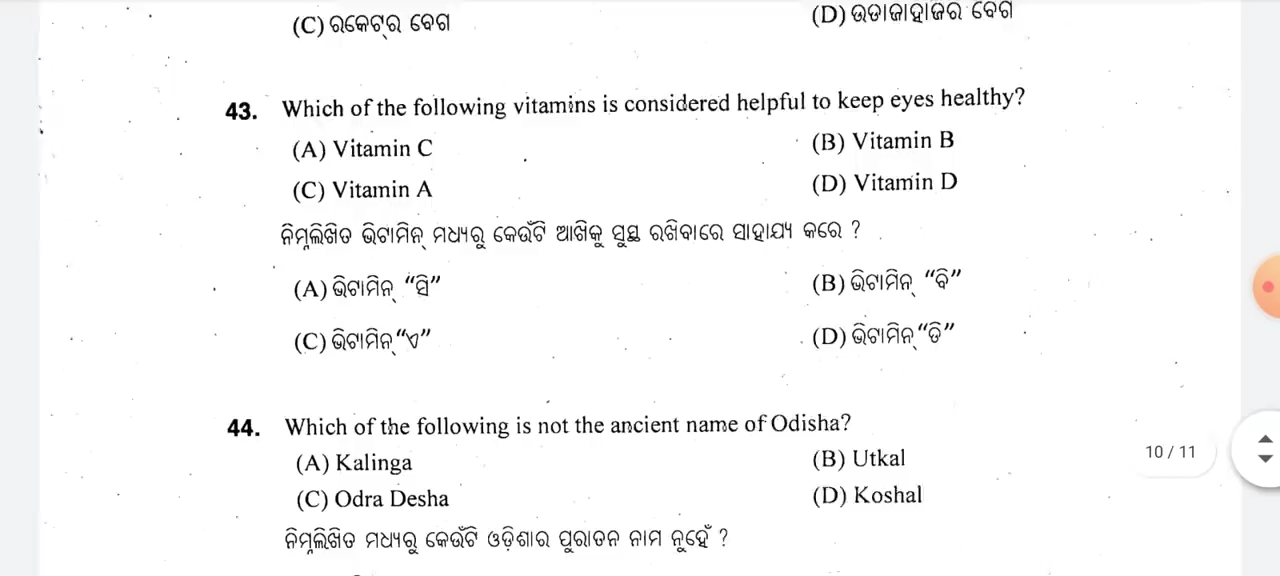 (C) ରକେଟ୍‌ର ବେଗ
(D) ଉଡାଜାହାଜର ବେଗ
43. Which of the following vitamins is considered helpful to keep eyes healthy?
(A) Vitamin C
(B) Vitamin B
(C) Vitamin A
(D) Vitamin D
ନିମ୍ନଲିଖିତ ଭିଟାମିନ୍ ମଧ୍ୟରୁ କେଉଁଟି ଆଖିକୁ ସୁସ୍ଥ ରଖିବାରେ ସାହାଯ୍ୟ କରେ ?
(A) ଭିଟାମିନ୍ “ସି”
(B) ଭିଟାମିନ୍ “ବି”
(C) ଭିଟାମିନ୍ “ଏ”
(D) ଭିଟାମିନ୍ “ଡି”
44. Which of the following is not the ancient name of Odisha?
(A) Kalinga
(B) Utkal
10 / 11
(C) Odra Desha
(D) Koshal
ନିମ୍ନଲିଖିତ ମଧ୍ୟରୁ କେଉଁଟି ଓଡ଼ିଶାର ପୁରାତନ ନାମ ନୁହେଁ ?